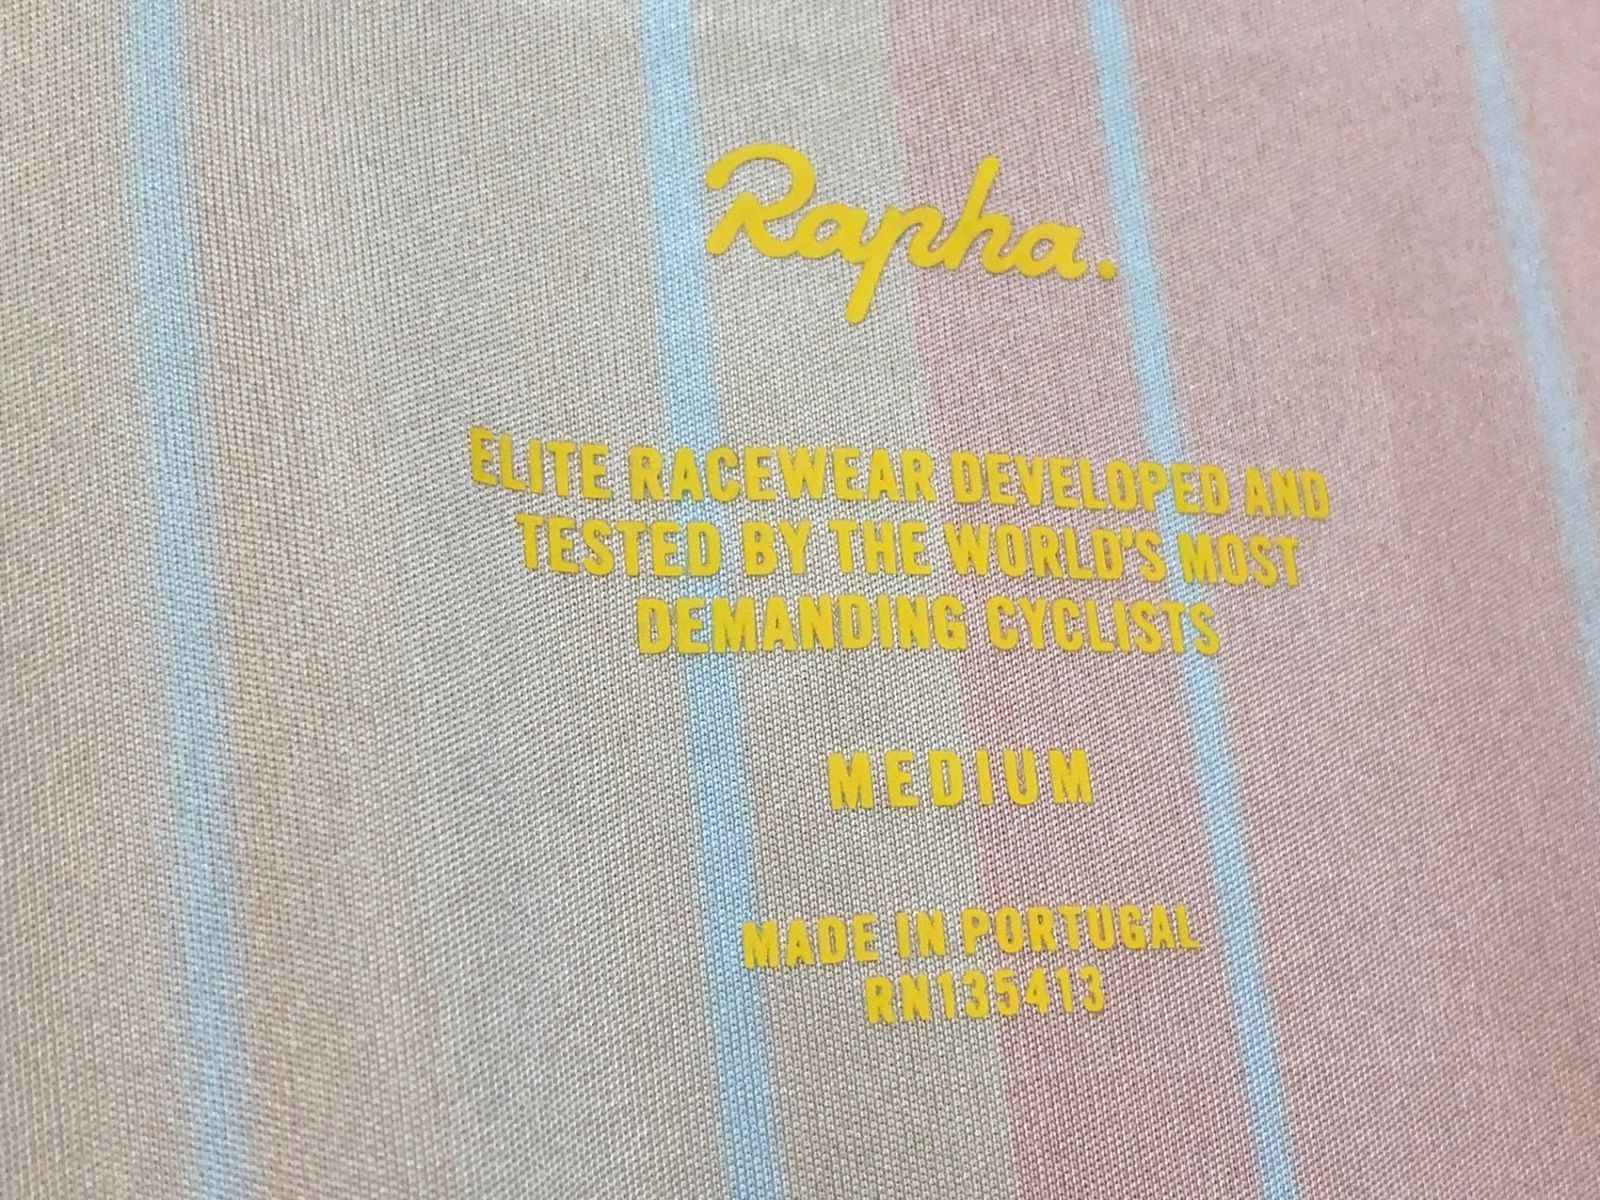 Rapha.
ELITE RACEWEAR DEVELOPED AND
TESTED BY THE WORLD'S MOST
DEMANDING CYCLISTS
MEDIUM
MADE IN PORTUGAL
RN135413